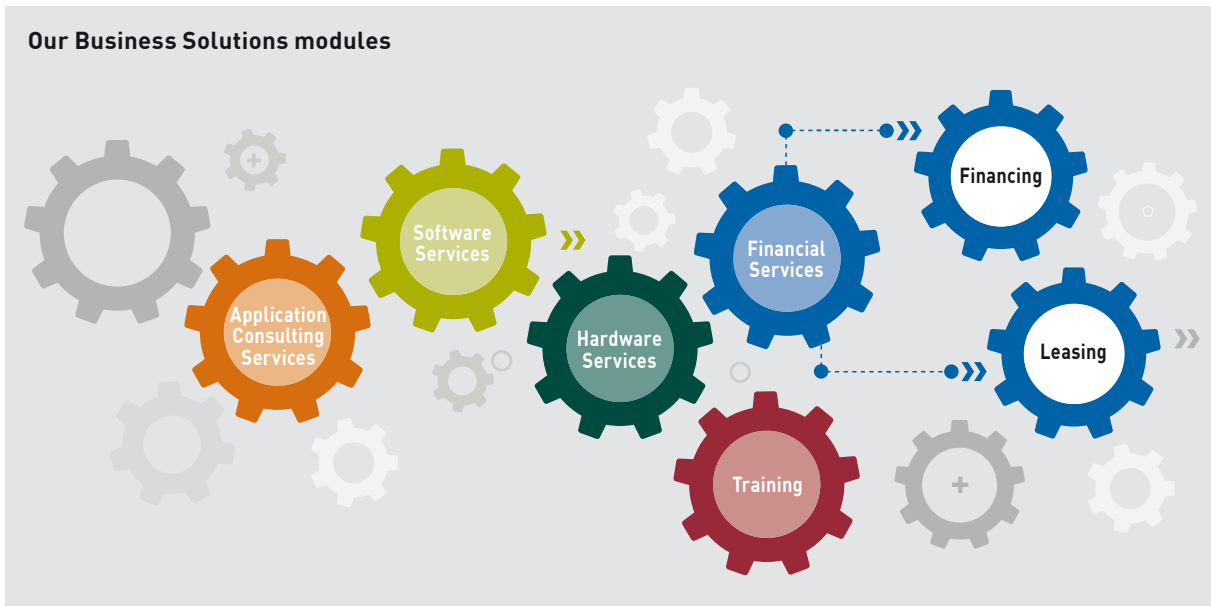 Our Business Solutions modules
Application
Consulting
Services
Software
Services
Hardware
Services
Financial
Services
Training
Financing
Leasing